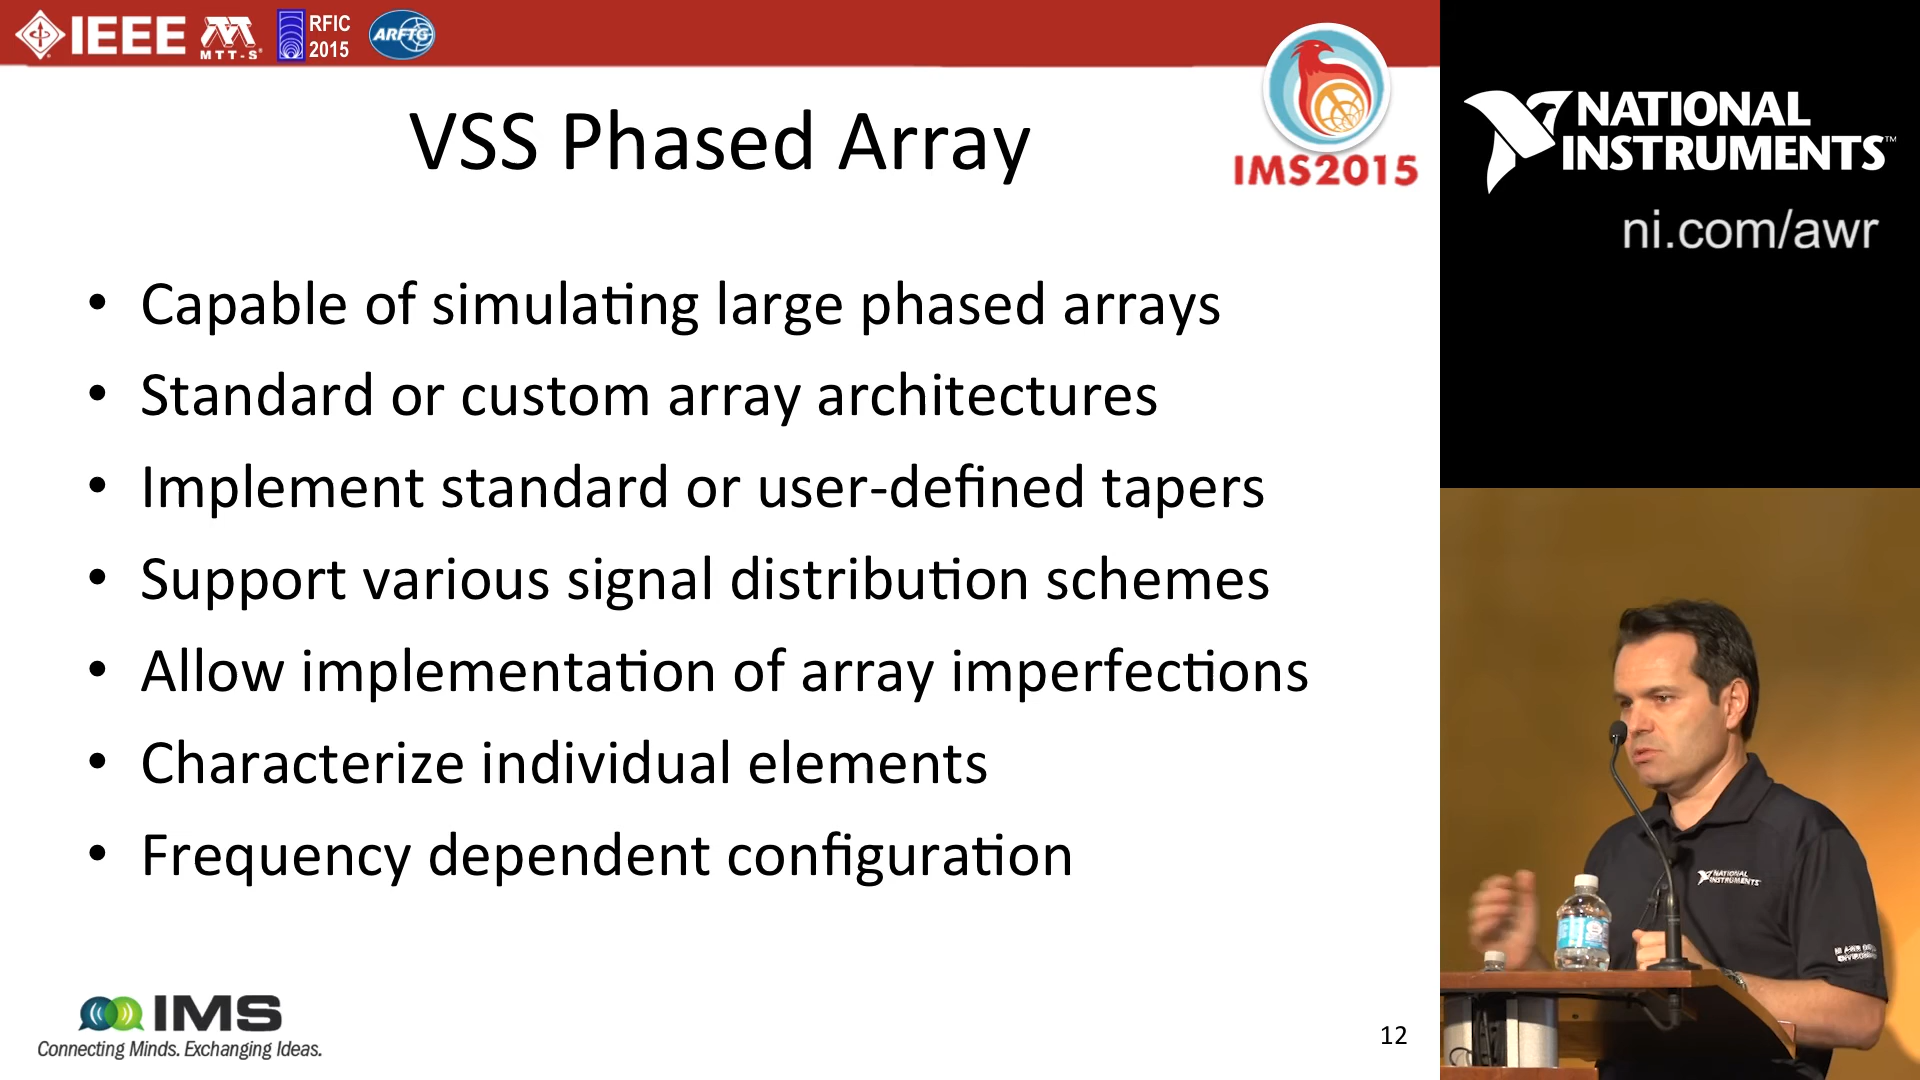 IEEE
MTT-S
RFIC
2015
ARFTG
IMS2015
VSS Phased Array
• Capable of simulating large phased arrays
• Standard or custom array architectures
• Implement standard or user-defined tapers
• Support various signal distribution schemes
• Allow implementation of array imperfections
• Characterize individual elements
• Frequency dependent configuration
IMS
Connecting Minds. Exchanging Ideas.
12
NATIONAL
INSTRUMENTS™
ni.com/awr
NATIONAL
INSTRUMENTS